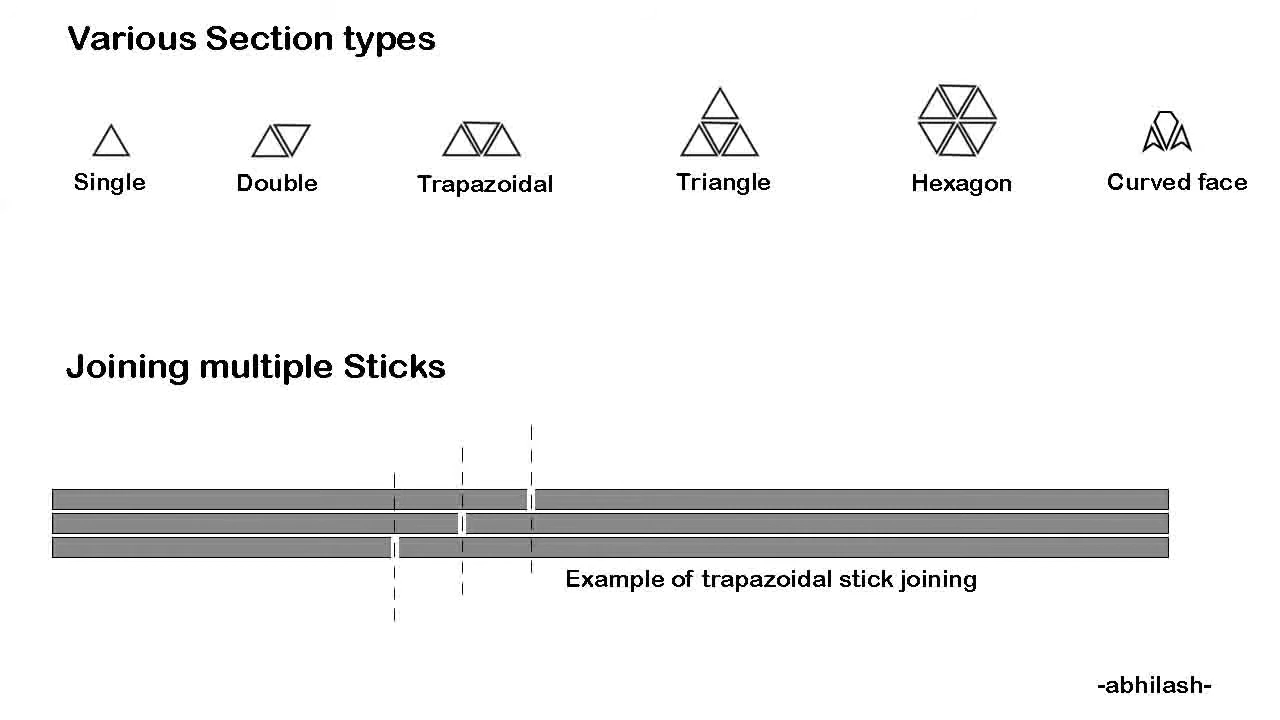 Various Section types
Single
Double
Trapazoidal
Triangle
Hexagon
Curved face
Joining multiple Sticks
Example of trapazoidal stick joining
-abhilash-